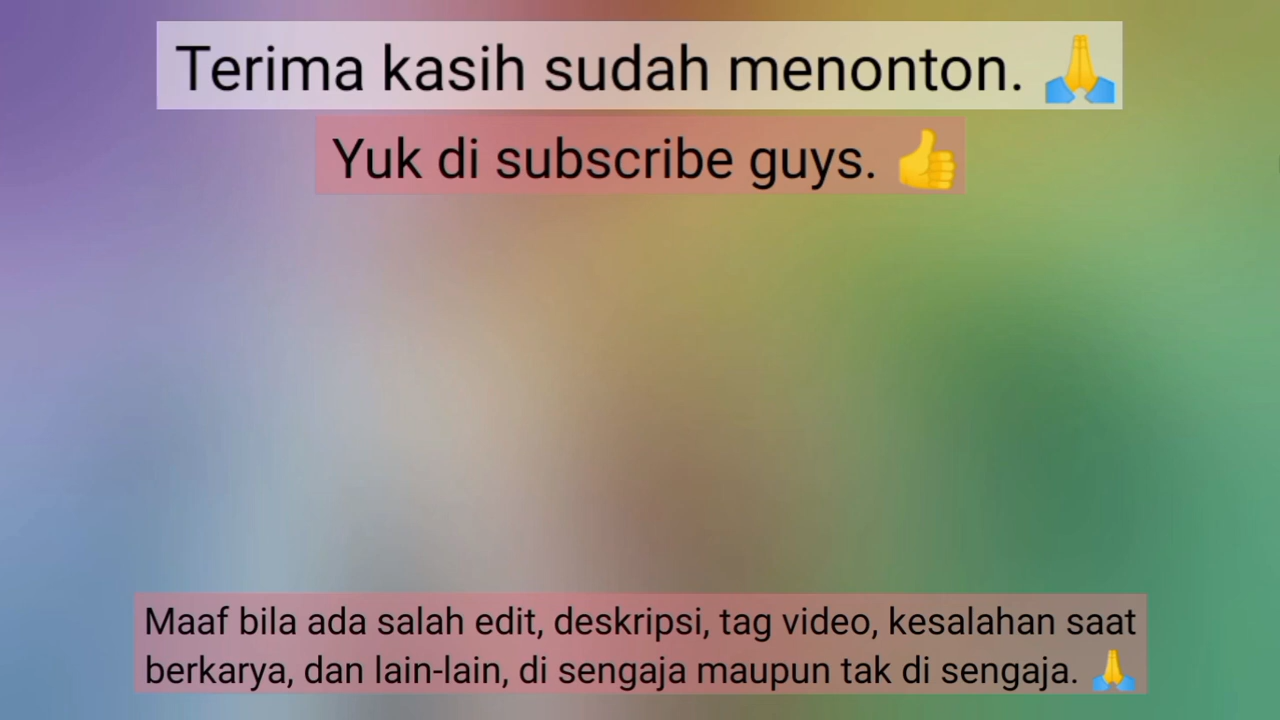 Terima kasih sudah menonton. 🙏
Yuk di subscribe guys. 👍
Maaf bila ada salah edit, deskripsi, tag video, kesalahan saat
berkarya, dan lain-lain, di sengaja maupun tak di sengaja. 🙏